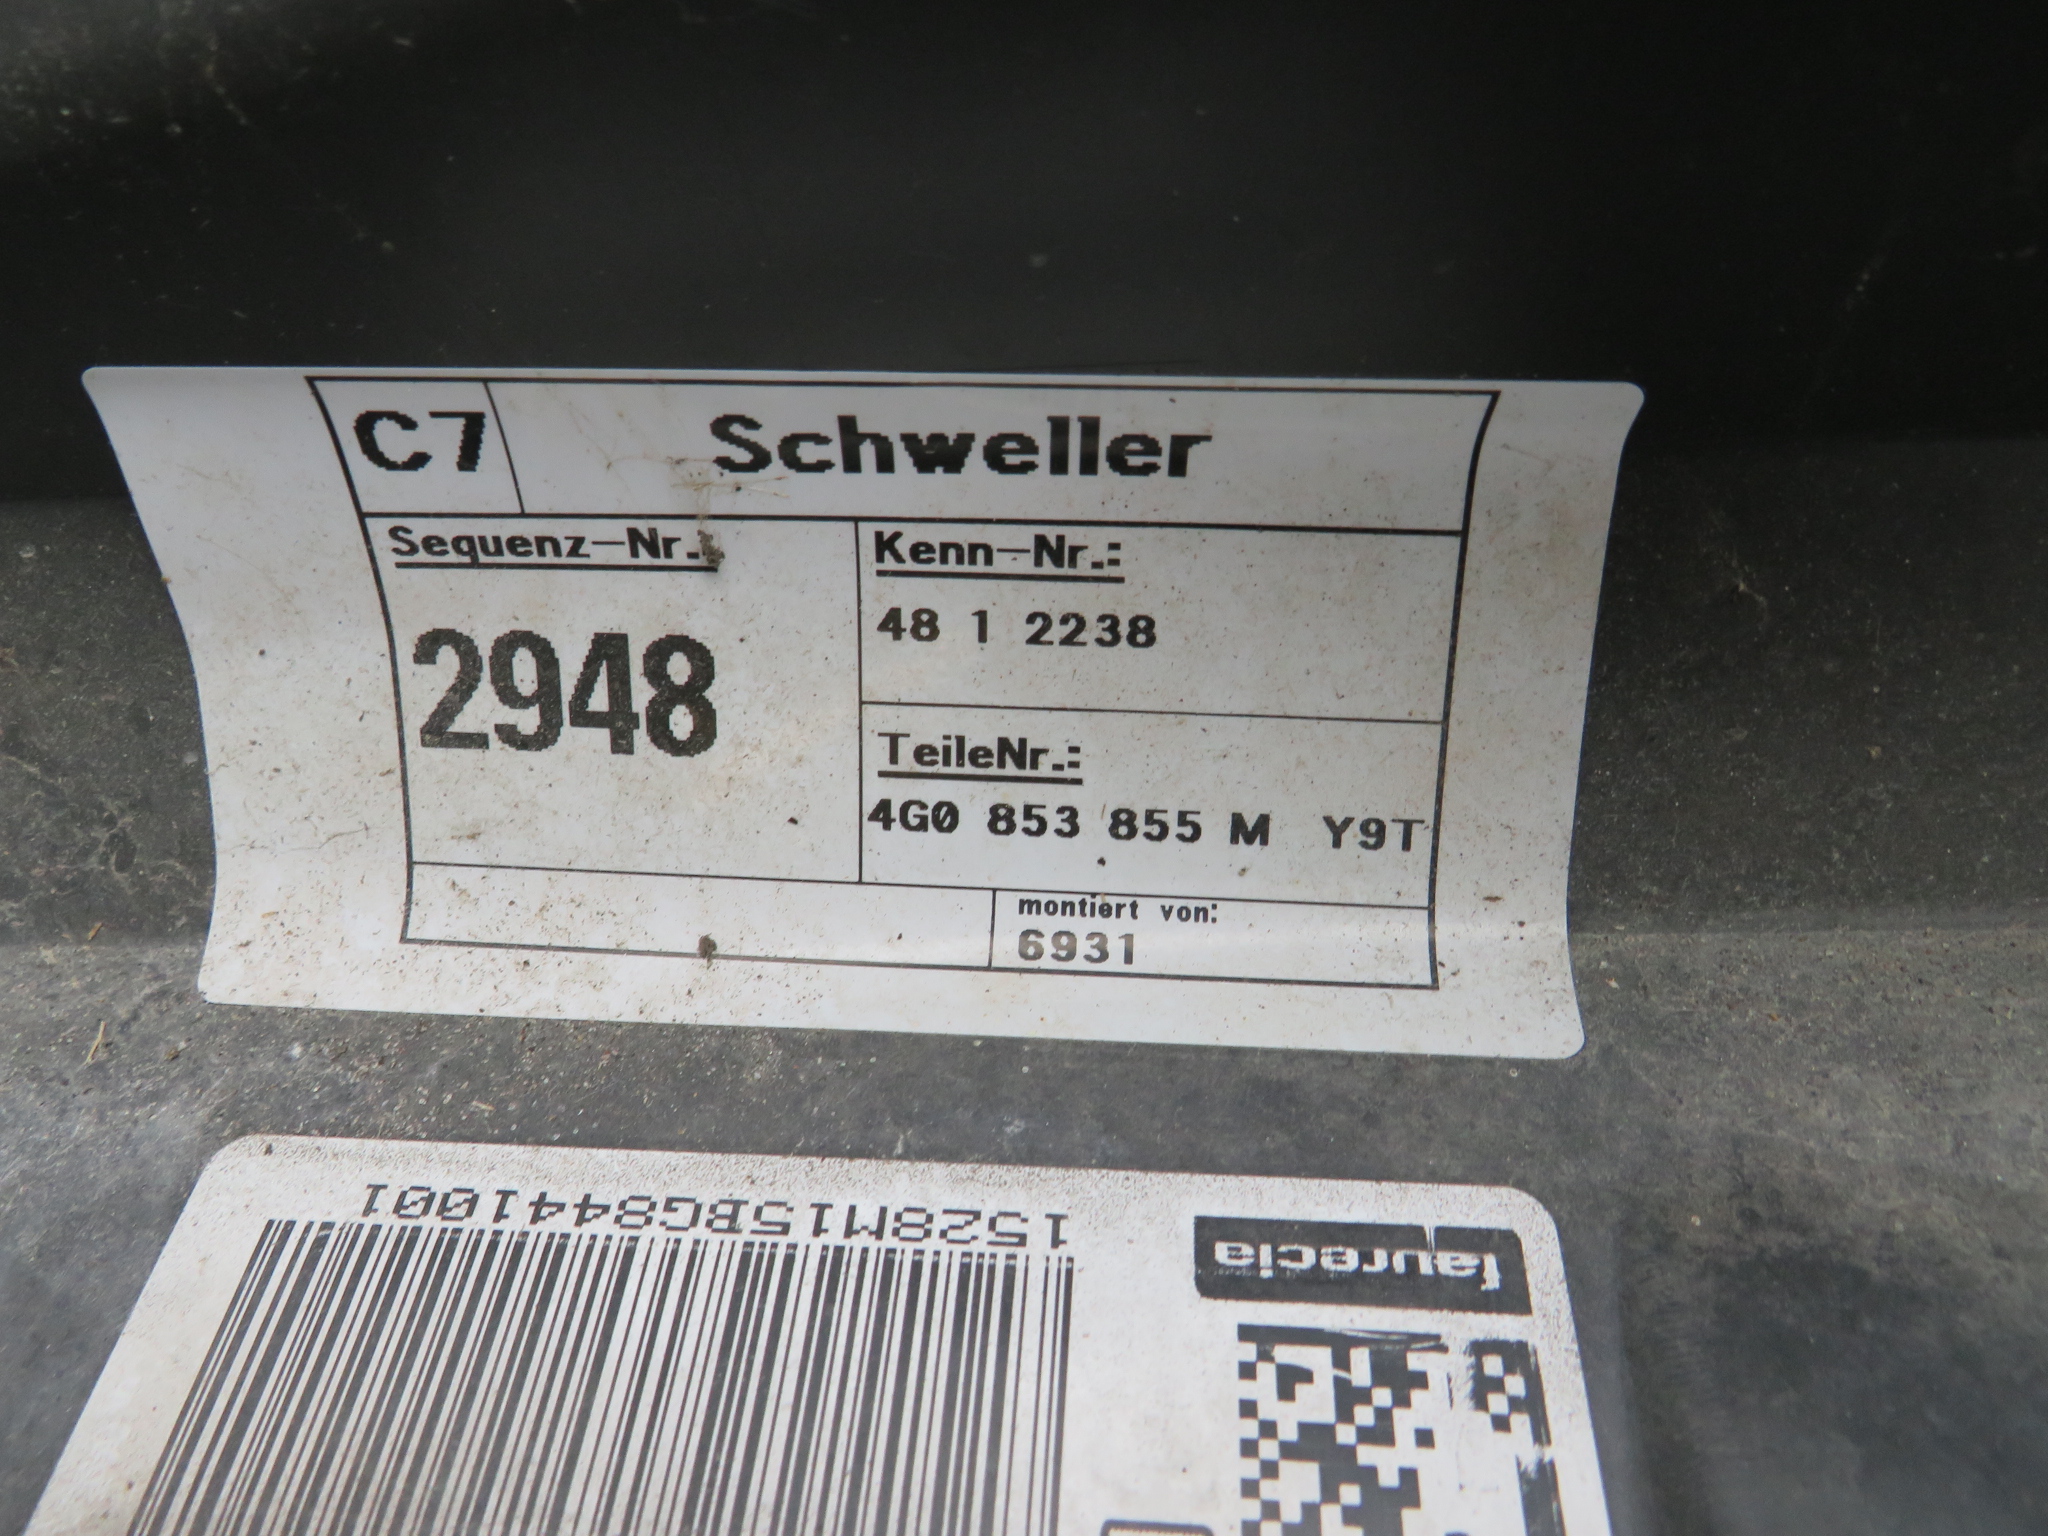 C7 Schweller
Sequenz-Nr.:
2948
Kenn-Nr.:
48 1 2238
TeileNr.:
4G0 853 855 M Y9T
montiert von:
6931
1528M15BG8441001
faurecia